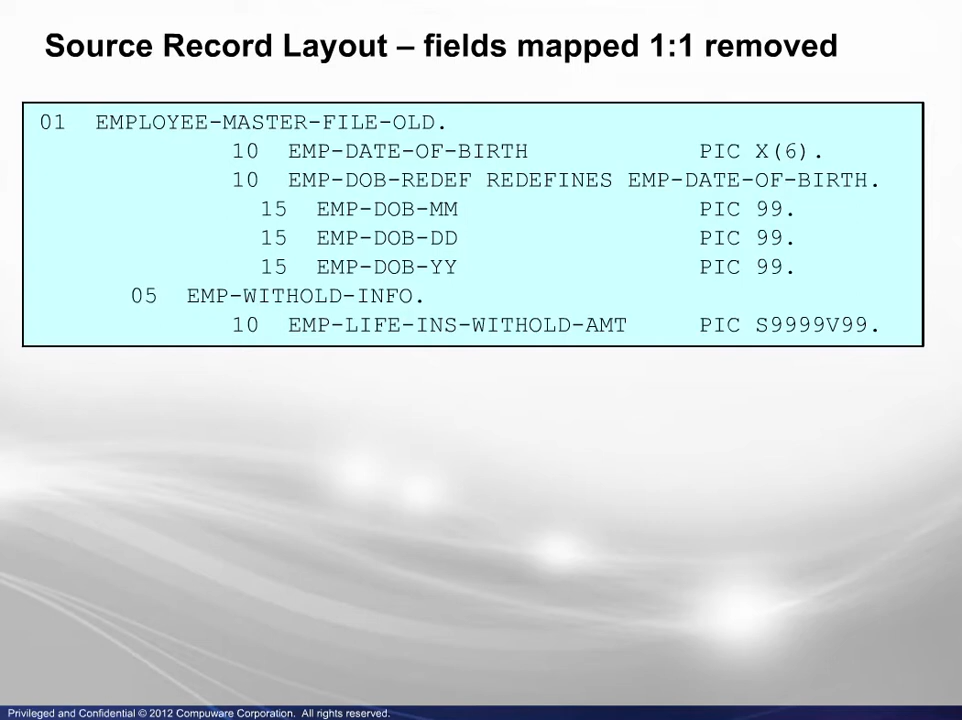 Source Record Layout – fields mapped 1:1 removed
01 EMPLOYEE-MASTER-FILE-OLD.
10 EMP-DATE-OF-BIRTH PIC X(6).
10 EMP-DOB-REDEF REDEFINES EMP-DATE-OF-BIRTH.
15 EMP-DOB-MM PIC 99.
15 EMP-DOB-DD PIC 99.
15 EMP-DOB-YY PIC 99.
05 EMP-WITHOLD-INFO.
10 EMP-LIFE-INS-WITHOLD-AMT PIC S9999V99.
Privileged and Confidential © 2012 Compuware Corporation. All rights reserved.